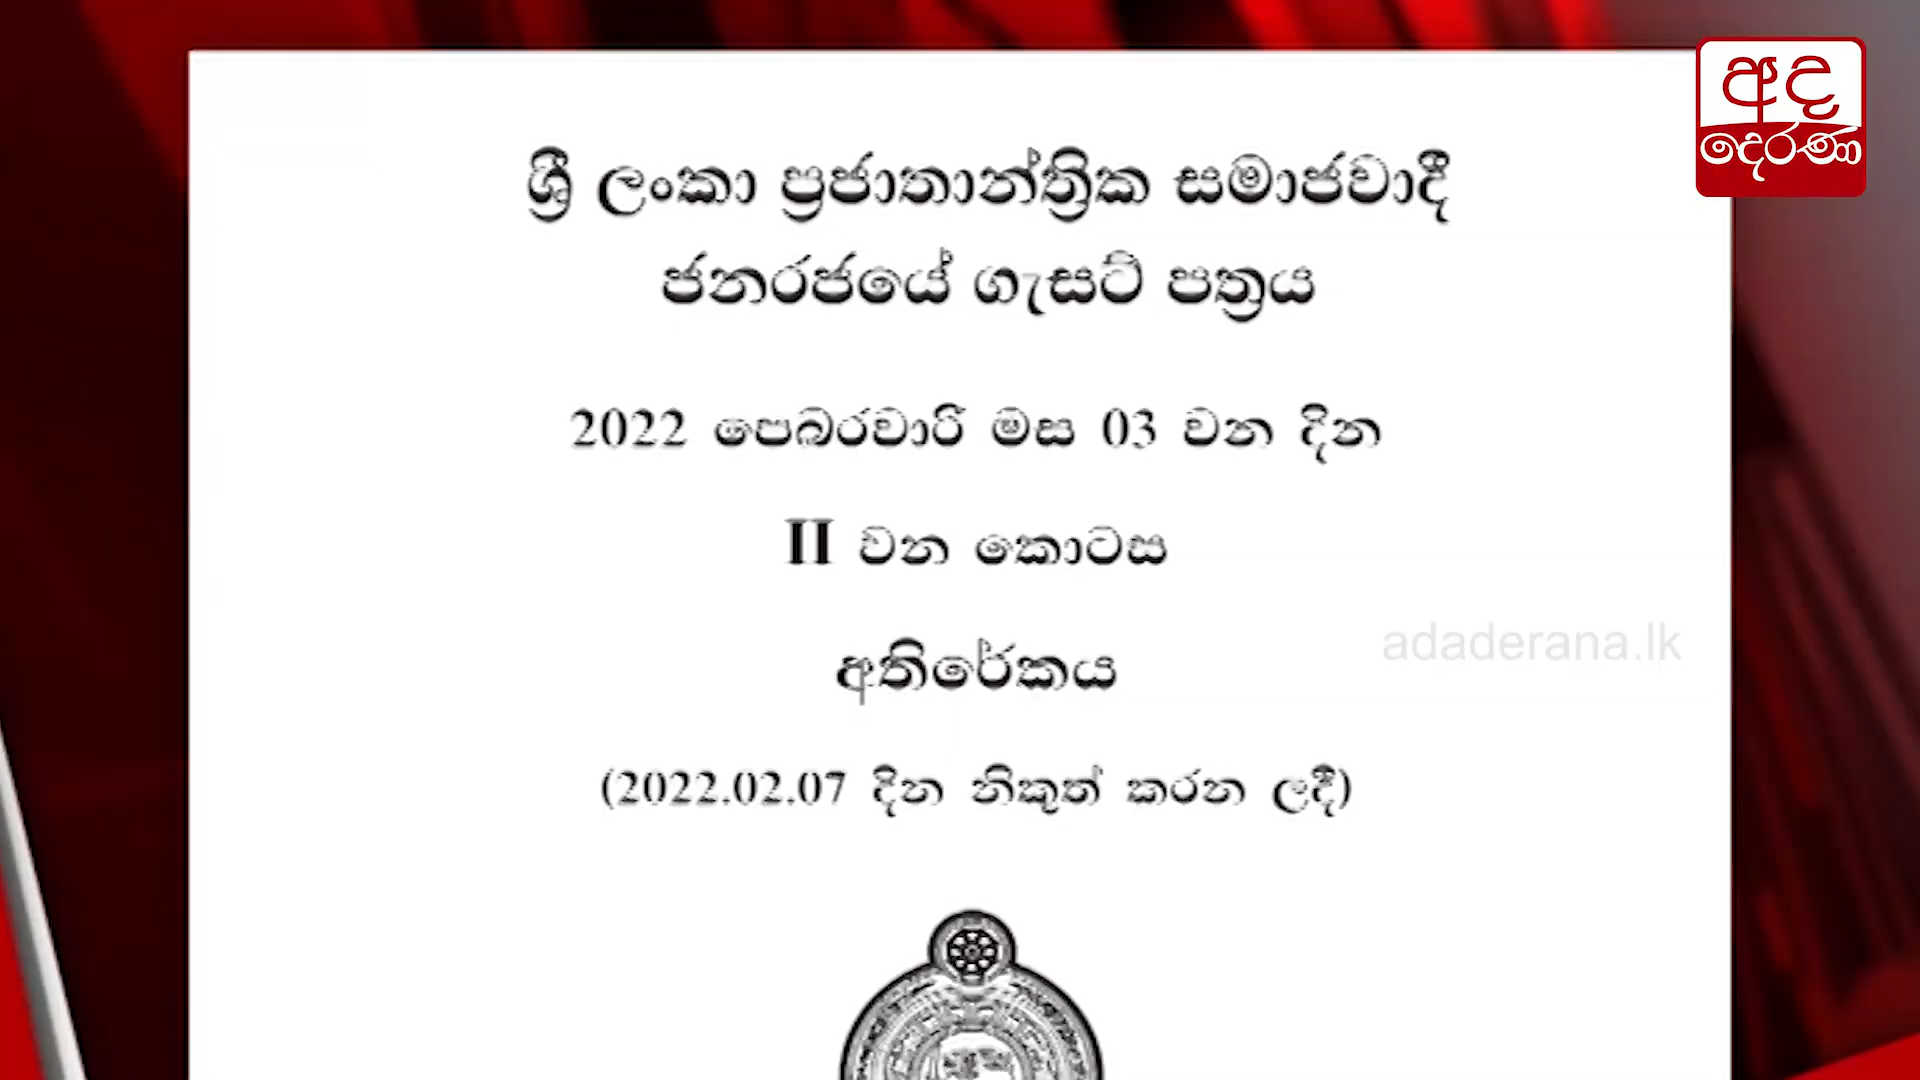 අද
දෙරණ
ශ්‍රී ලංකා ප්‍රජාතාන්ත්‍රික සමාජවාදී
ජනරජයේ ගැසට් පත්‍රය
2022 පෙබරවාරි මස 03 වන දින
II වන කොටස
adaderana.lk
අතිරේකය
(2022.02.07 දින නිකුත් කරන ලදී)